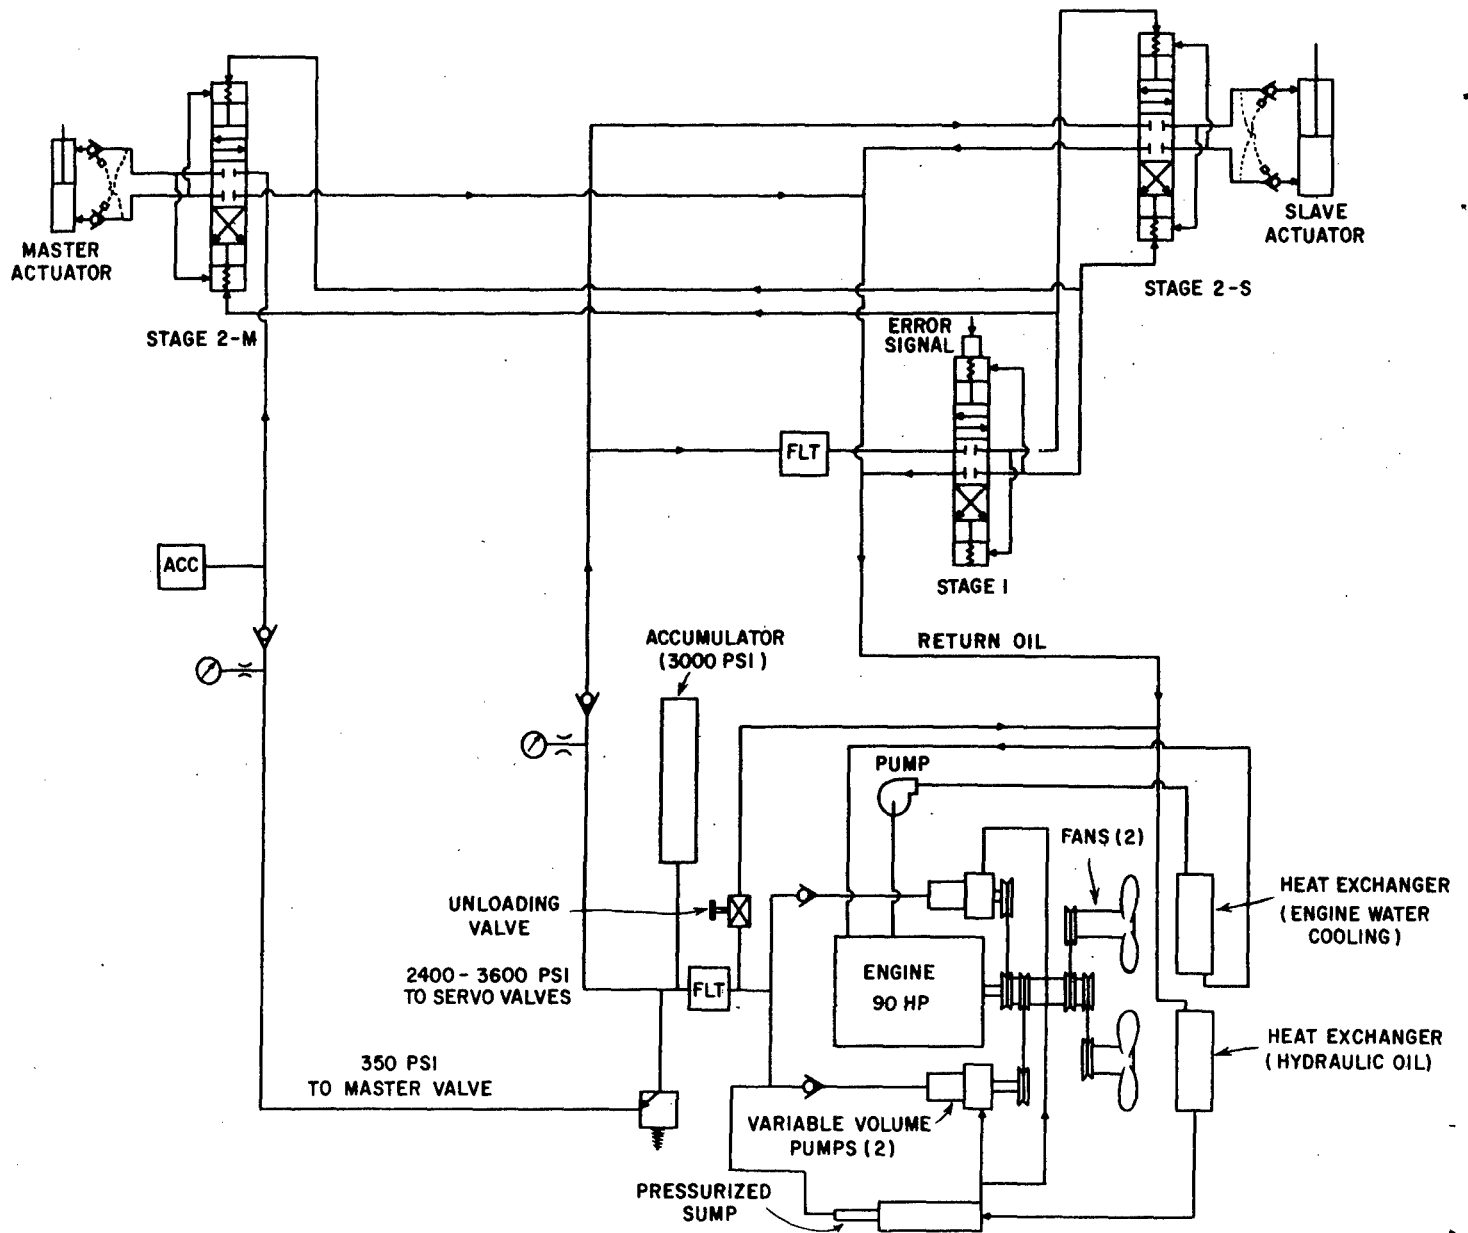 MASTER
ACTUATOR
STAGE 2-M
SLAVE
ACTUATOR
STAGE 2-S
ERROR
SIGNAL
FLT
STAGE 1
ACC
RETURN OIL
ACCUMULATOR
(3000 PSI)
PUMP
FANS (2)
UNLOADING
VALVE
HEAT EXCHANGER
(ENGINE WATER
COOLING)
2400-3600 PSI
TO SERVO VALVES
FLT
ENGINE
90 HP
HEAT EXCHANGER
(HYDRAULIC OIL)
350 PSI
TO MASTER VALVE
VARIABLE VOLUME
PUMPS (2)
PRESSURIZED
SUMP